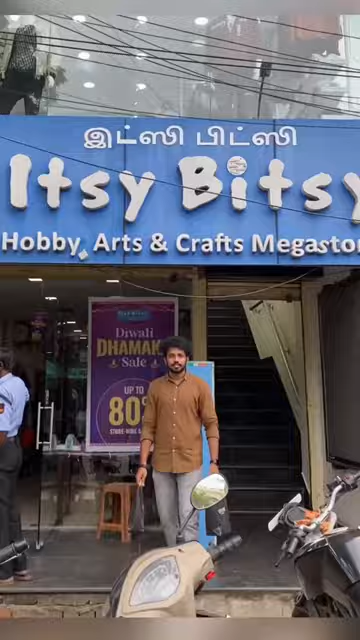 இட்ஸி பிட்ஸி
Itsy Bitsy
Hobby, Arts & Crafts Megastor
Diwali
DHAMAK
Sale
UP TO
80%